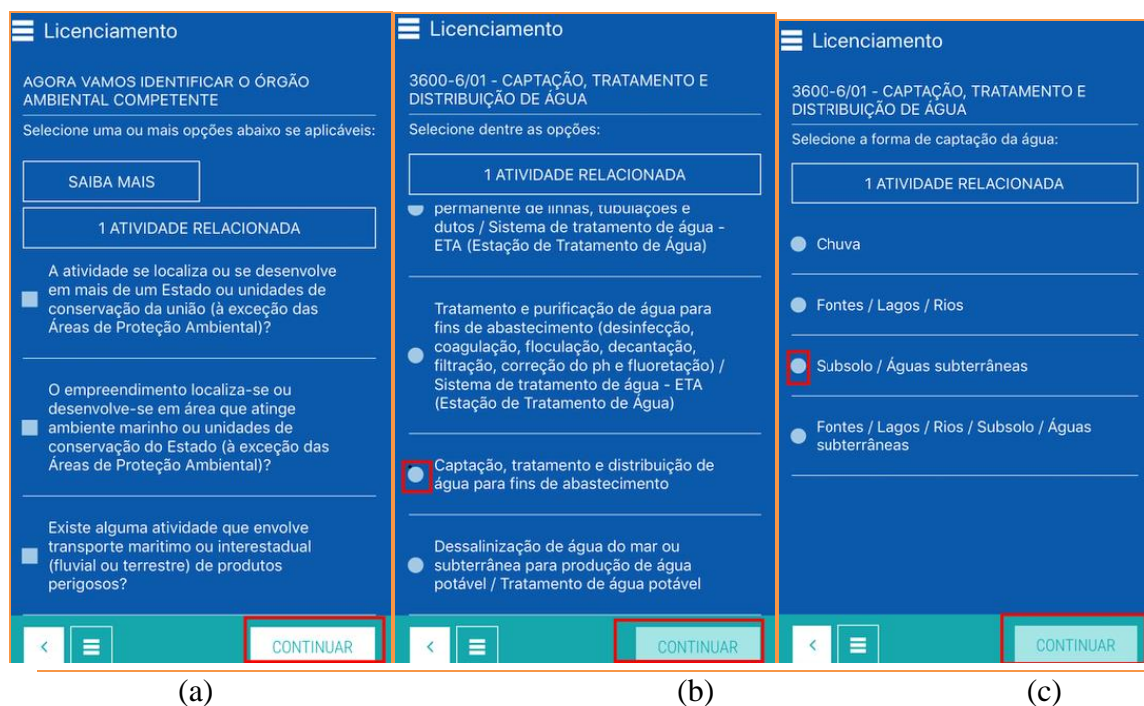 Licenciamento
AGORA VAMOS IDENTIFICAR O ÓRGÃO
AMBIENTAL COMPETENTE
Selecione uma ou mais opções abaixo se aplicáveis:
SAIBA MAIS
1 ATIVIDADE RELACIONADA
A atividade se localiza ou se desenvolve
em mais de um Estado ou unidades de
conservação da união (à exceção das
Áreas de Proteção Ambiental)?
O empreendimento localiza-se ou
desenvolve-se em área que atinge
ambiente marinho ou unidades de
conservação do Estado (à exceção das
Áreas de Proteção Ambiental)?
Existe alguma atividade que envolve
transporte maritimo ou interestadual
(fluvial ou terrestre) de produtos
perigosos?
< CONTINUAR
(a)
Licenciamento
3600-6/01 - CAPTAÇÃO, TRATAMENTO E
DISTRIBUIÇÃO DE ÁGUA
Selecione dentre as opções:
1 ATIVIDADE RELACIONADA
permanente de linhas, tubulações e
dutos / Sistema de tratamento de água -
ETA (Estação de Tratamento de Água)
Tratamento e purificação de água para
fins de abastecimento (desinfecção,
coagulação, floculação, decantação,
filtração, correção do ph e fluoretação) /
Sistema de tratamento de água - ETA
(Estação de Tratamento de Água)
Captação, tratamento e distribuição de
água para fins de abastecimento
Dessalinização de água do mar ou
subterrânea para produção de água
potável / Tratamento de água potável
< CONTINUAR
(b)
Licenciamento
3600-6/01 - CAPTAÇÃO, TRATAMENTO E
DISTRIBUIÇÃO DE ÁGUA
Selecione a forma de captação da água:
1 ATIVIDADE RELACIONADA
Chuva
Fontes / Lagos / Rios
Subsolo / Águas subterrâneas
Fontes / Lagos / Rios / Subsolo / Águas
subterrâneas
< CONTINUAR
(c)